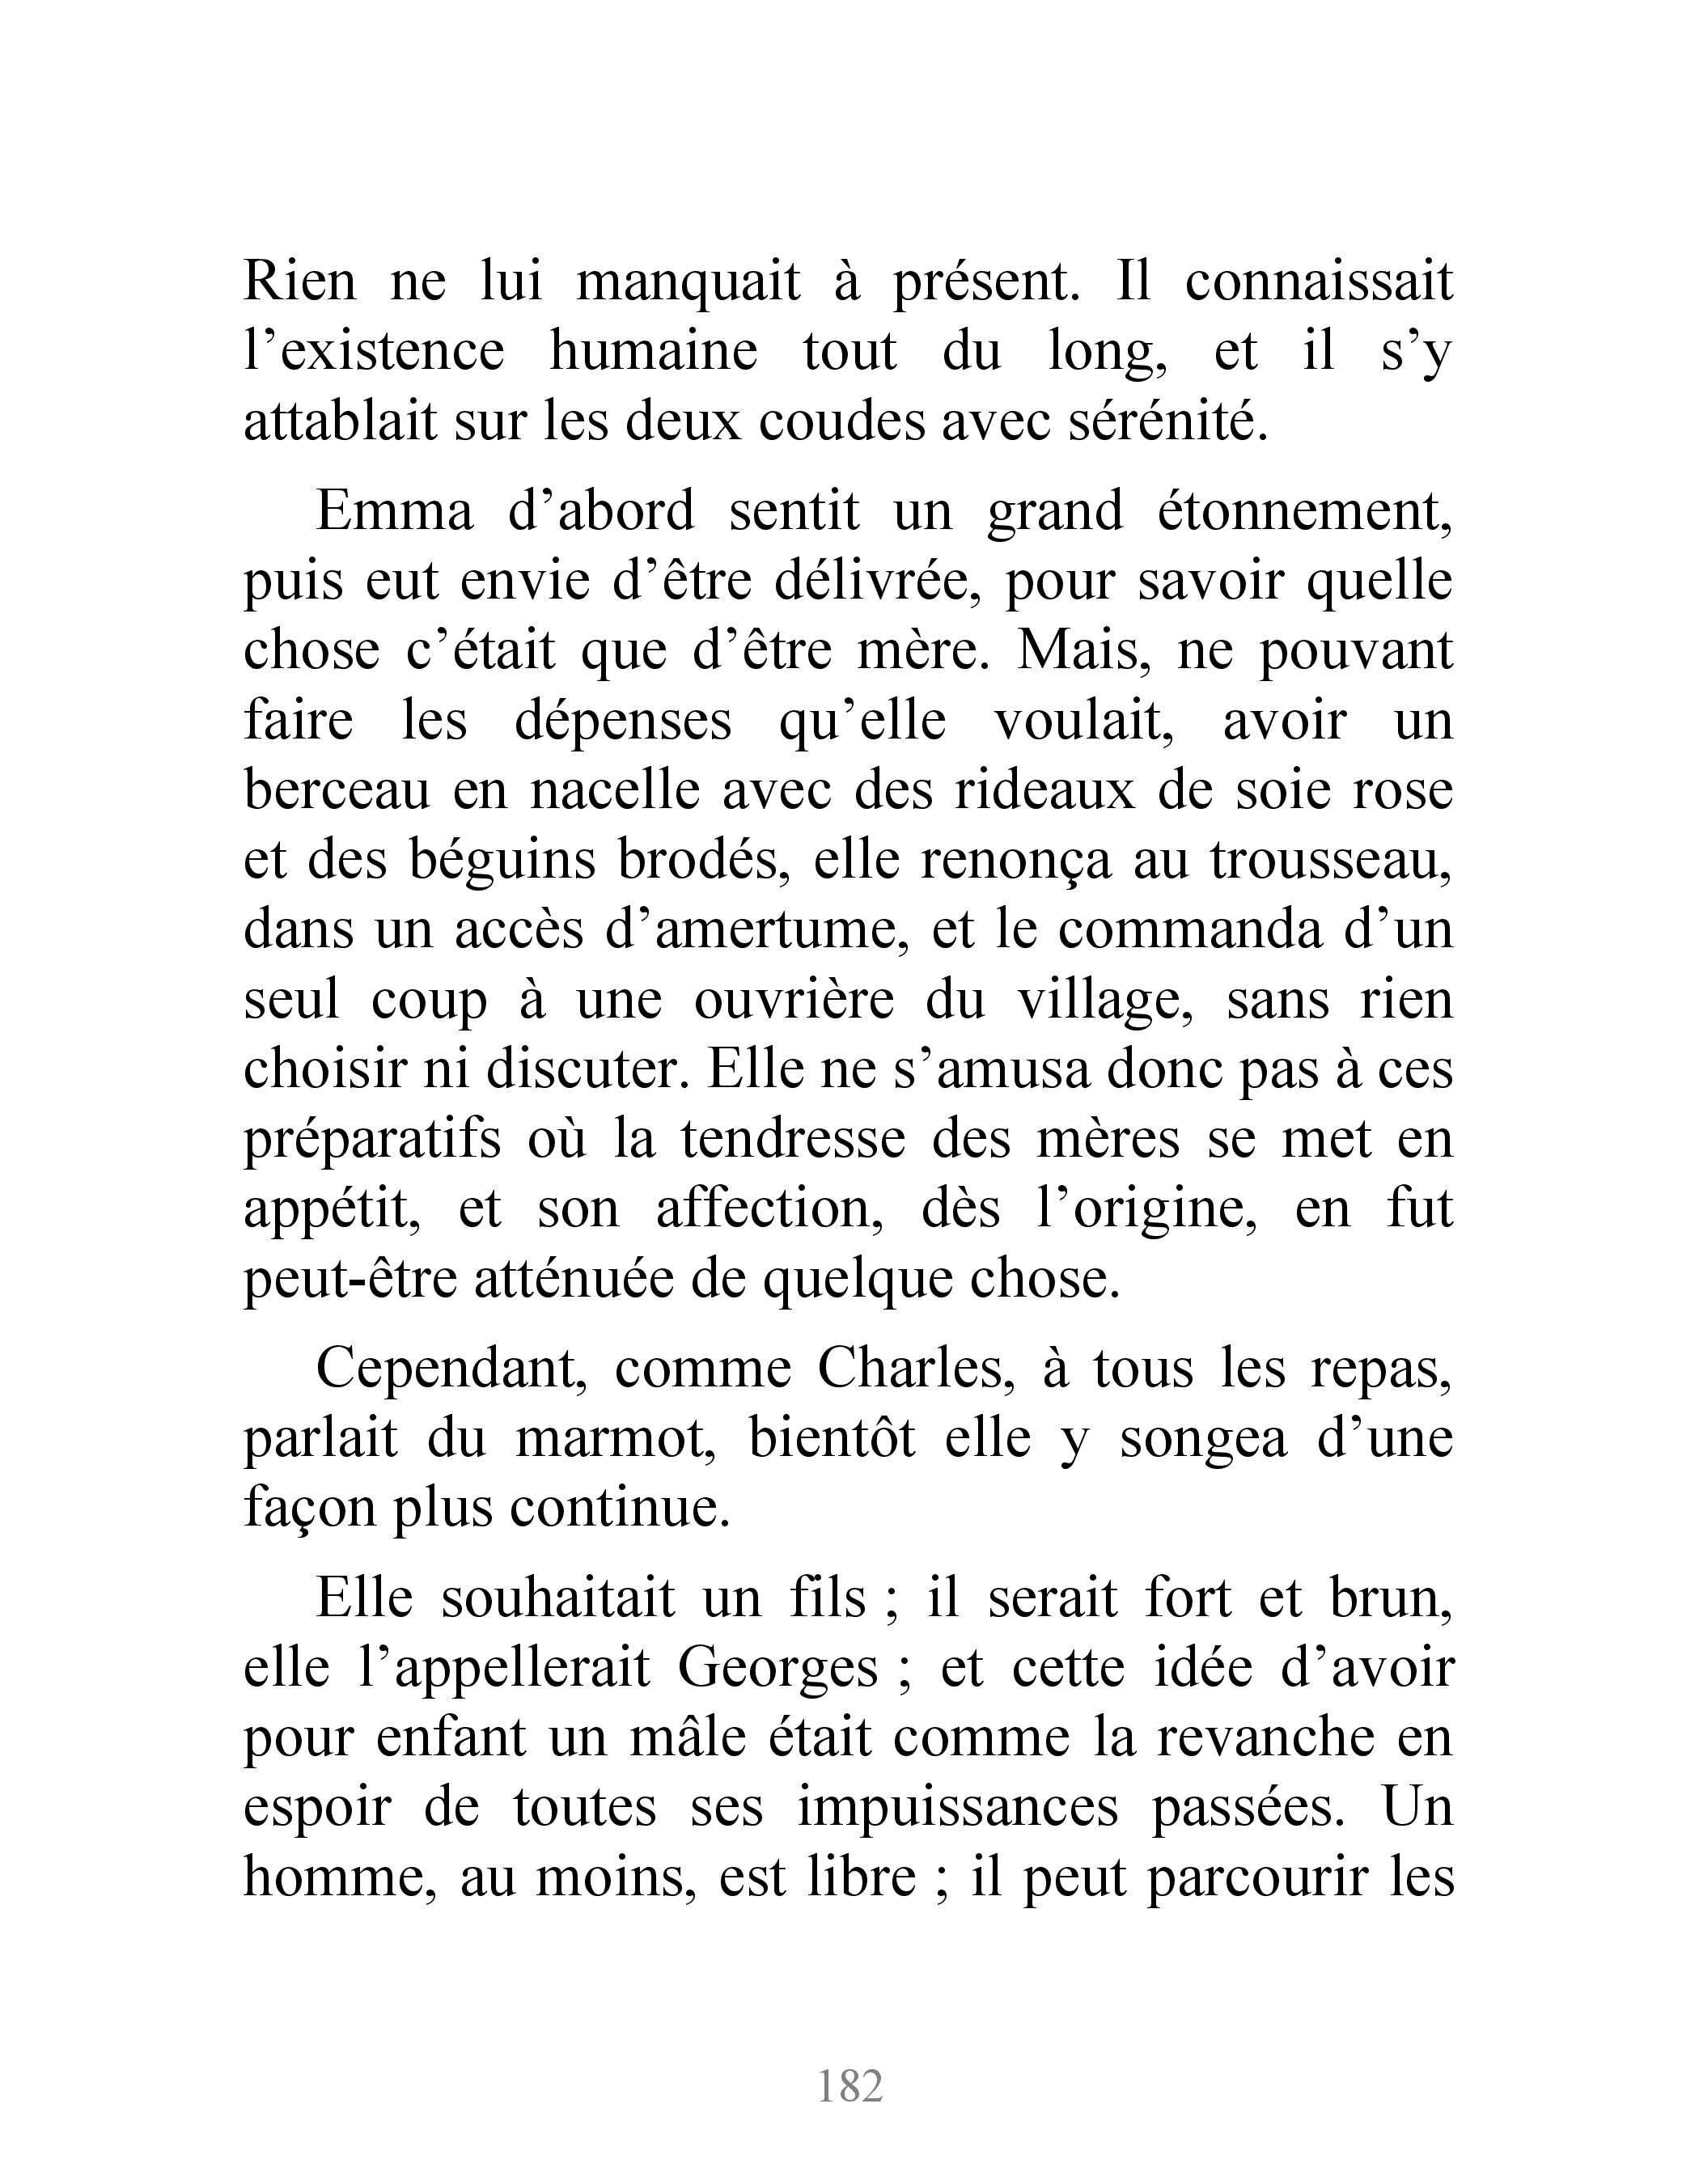 Rien ne lui manquait à présent. Il connaissait
l’existence humaine tout du long, et il s’y
attablait sur les deux coudes avec sérénité.
Emma d’abord sentit un grand étonnement,
puis eut envie d’être délivrée, pour savoir quelle
chose c’était que d’être mère. Mais, ne pouvant
faire les dépenses qu’elle voulait, avoir un
berceau en nacelle avec des rideaux de soie rose
et des béguins brodés, elle renonça au trousseau,
dans un accès d’amertume, et le commanda d’un
seul coup à une ouvrière du village, sans rien
choisir ni discuter. Elle ne s’amusa donc pas à ces
préparatifs où la tendresse des mères se met en
appétit, et son affection, dès l’origine, en fut
peut-être atténuée de quelque chose.
Cependant, comme Charles, à tous les repas,
parlait du marmot, bientôt elle y songea d’une
façon plus continue.
Elle souhaitait un fils ; il serait fort et brun,
elle l’appellerait Georges ; et cette idée d’avoir
pour enfant un mâle était comme la revanche en
espoir de toutes ses impuissances passées. Un
homme, au moins, est libre ; il peut parcourir les
182